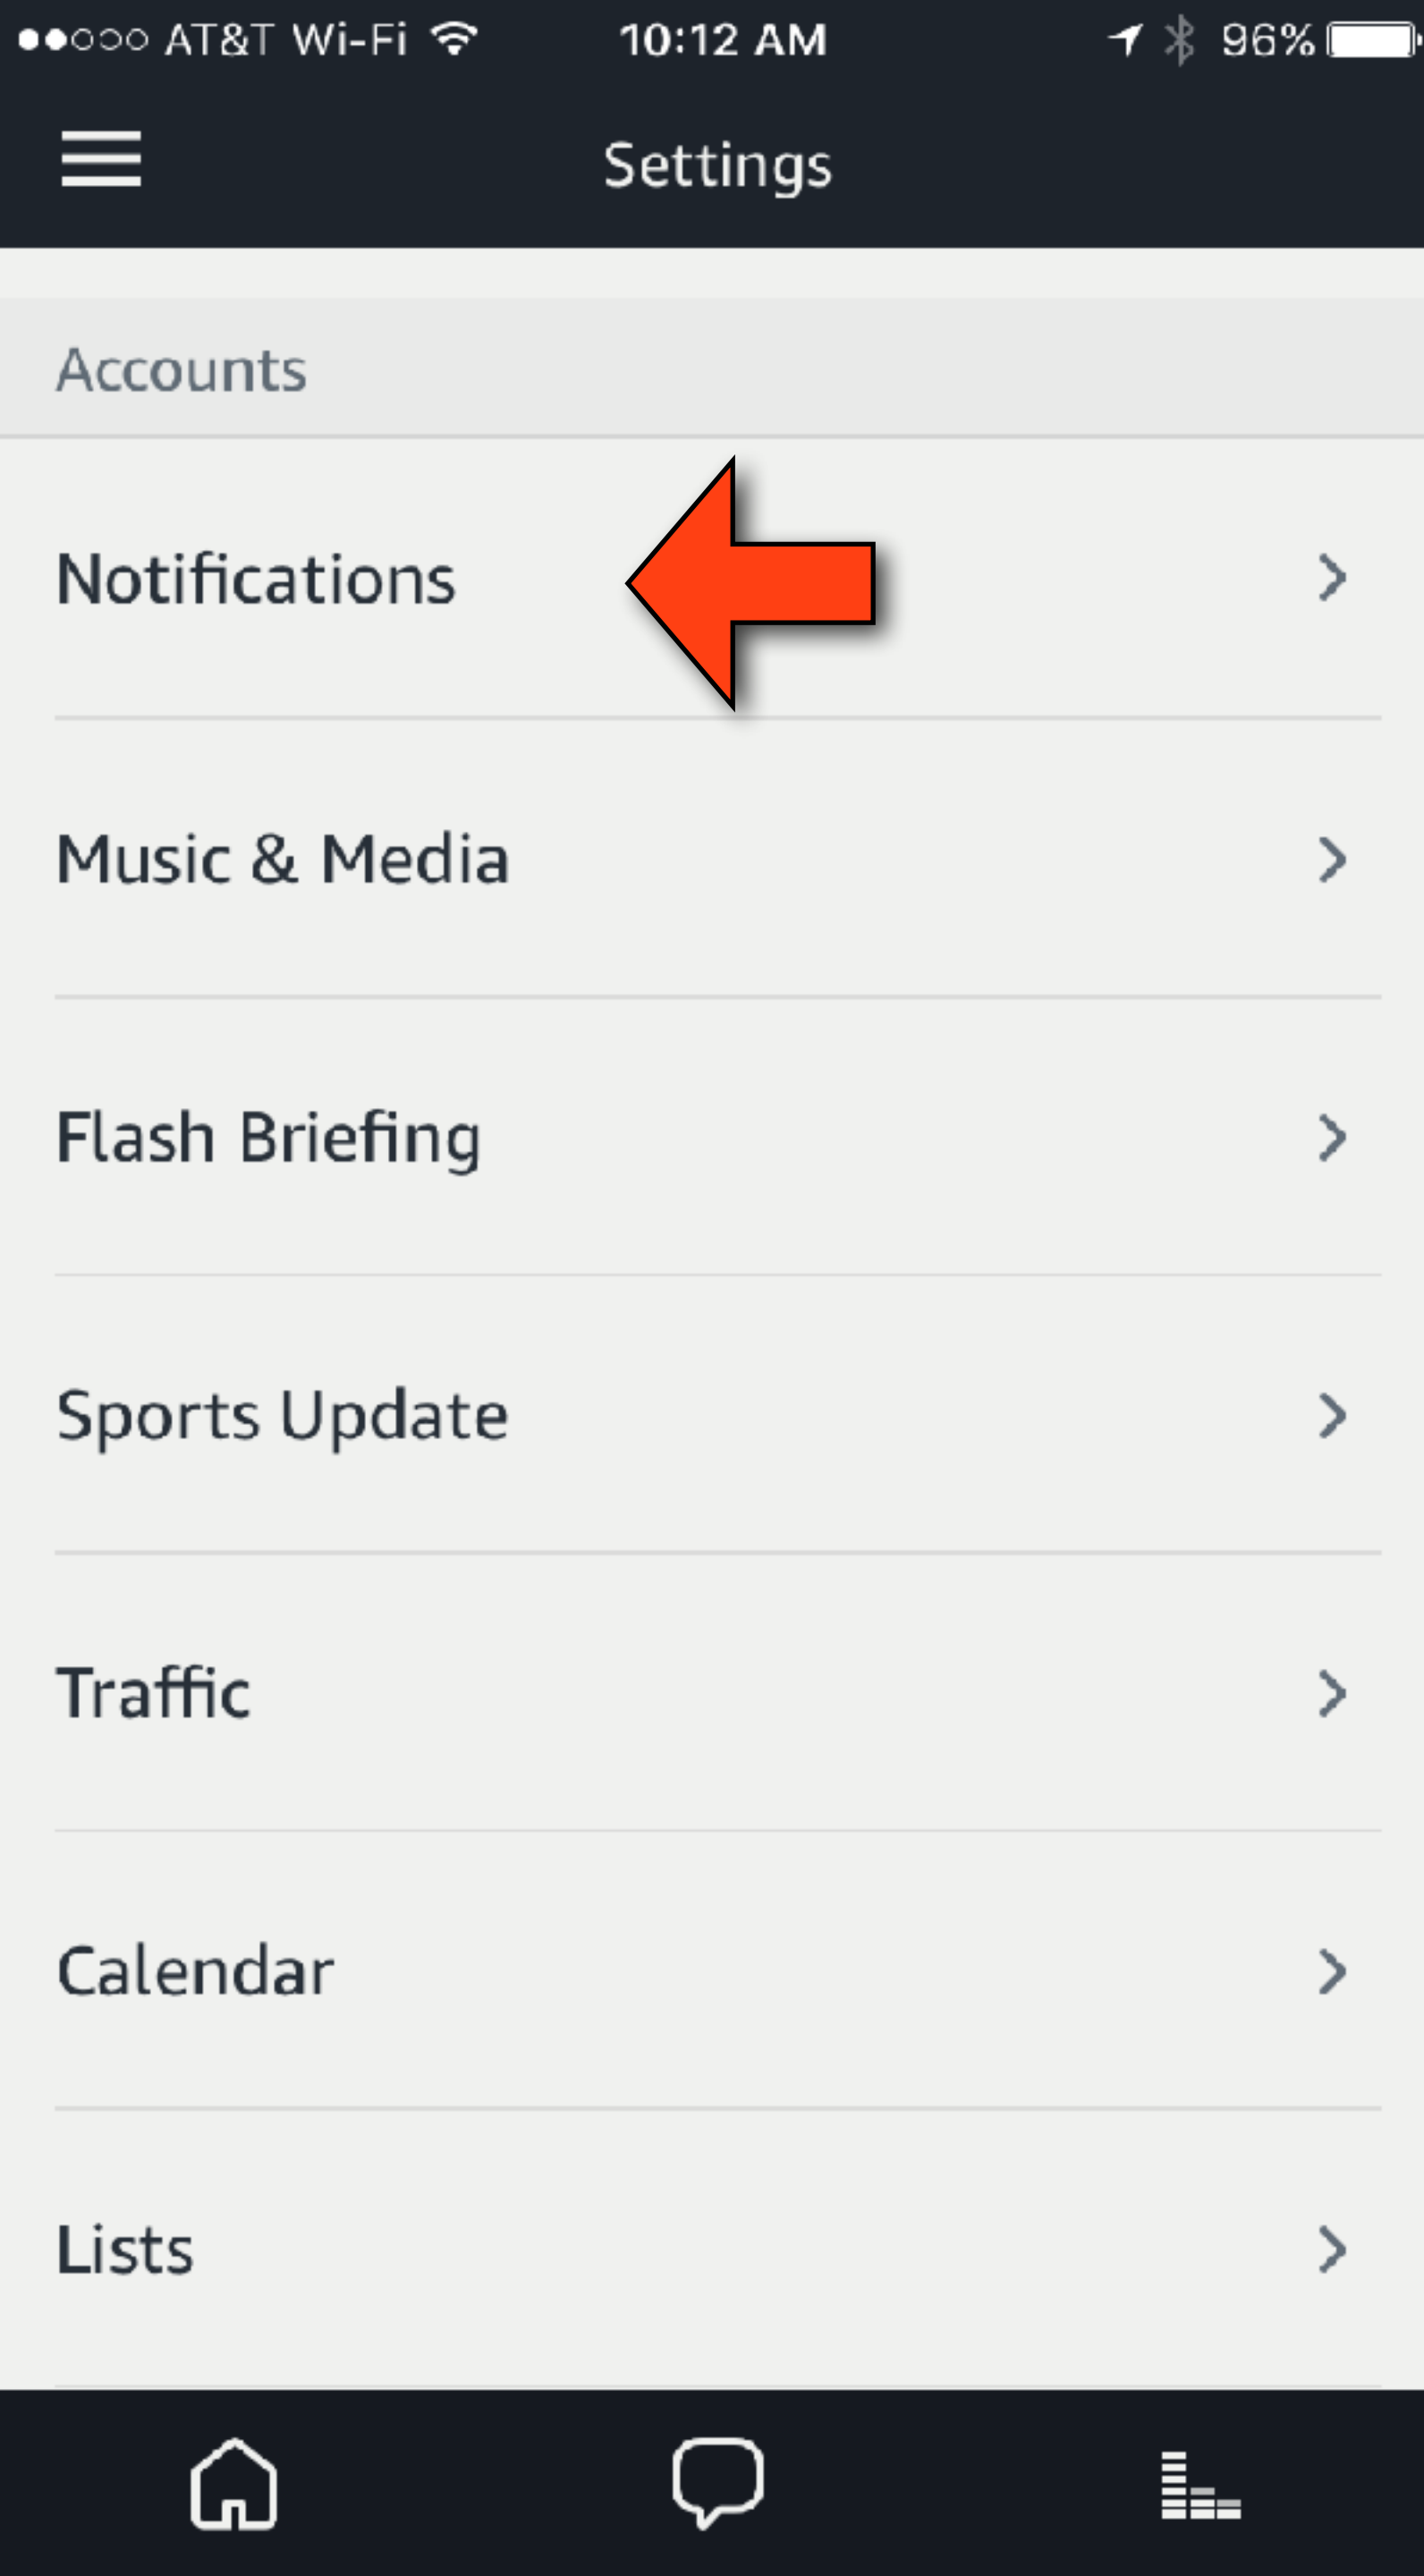 AT&T Wi-Fi 10:12 AM 96%
Settings
Accounts
Notifications
Music & Media
Flash Briefing
Sports Update
Traffic
Calendar
Lists